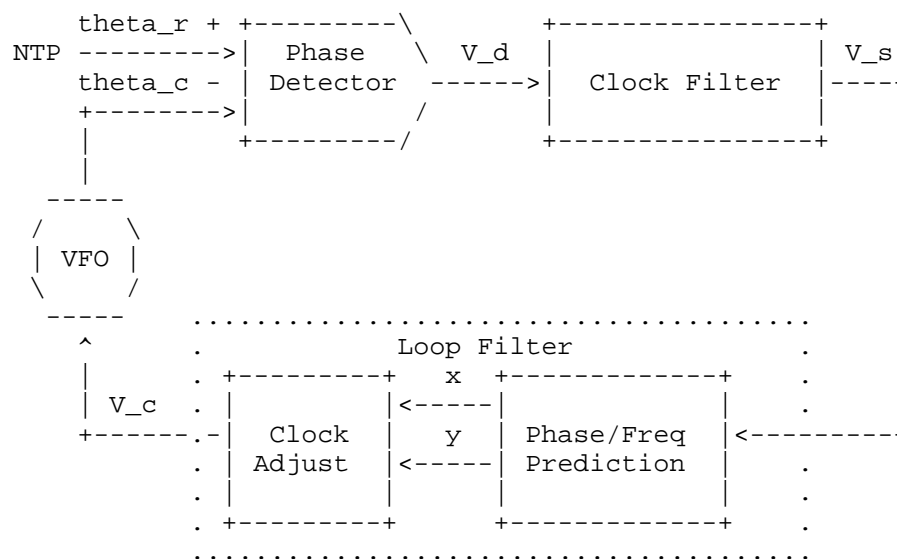 theta_r +
NTP Phase V_d V_s
theta_c - Detector Clock Filter
VFO
Loop Filter
x
V_c
Clock y Phase/Freq
Adjust Prediction